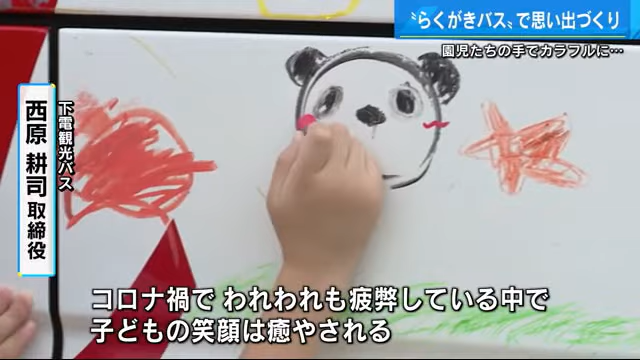 〝らくがきバス〟で思い出づくり
園児たちの手でカラフルに…
下電観光バス
西原 耕司 取締役
コロナ禍で われわれも疲弊している中で
子どもの笑顔は癒やされる